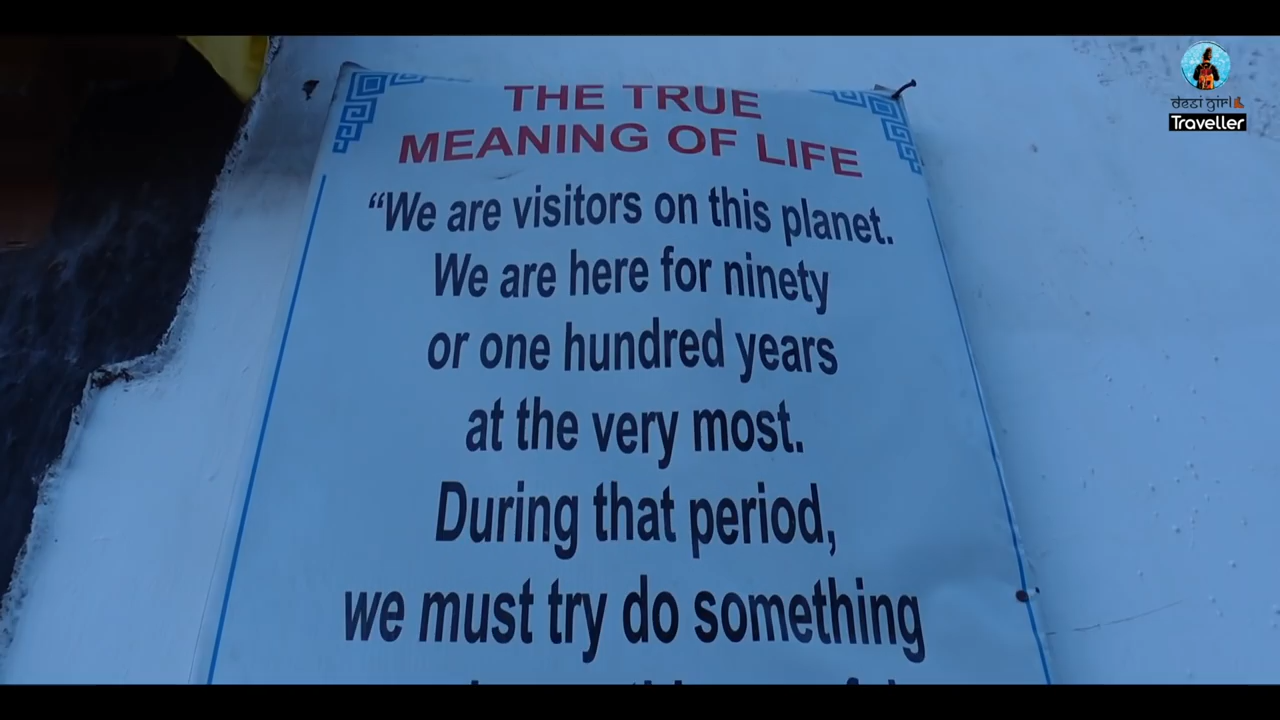 THE TRUE
MEANING OF LIFE
“We are visitors on this planet.
We are here for ninety
or one hundred years
at the very most.
During that period,
we must try do something
desi girl
Traveller